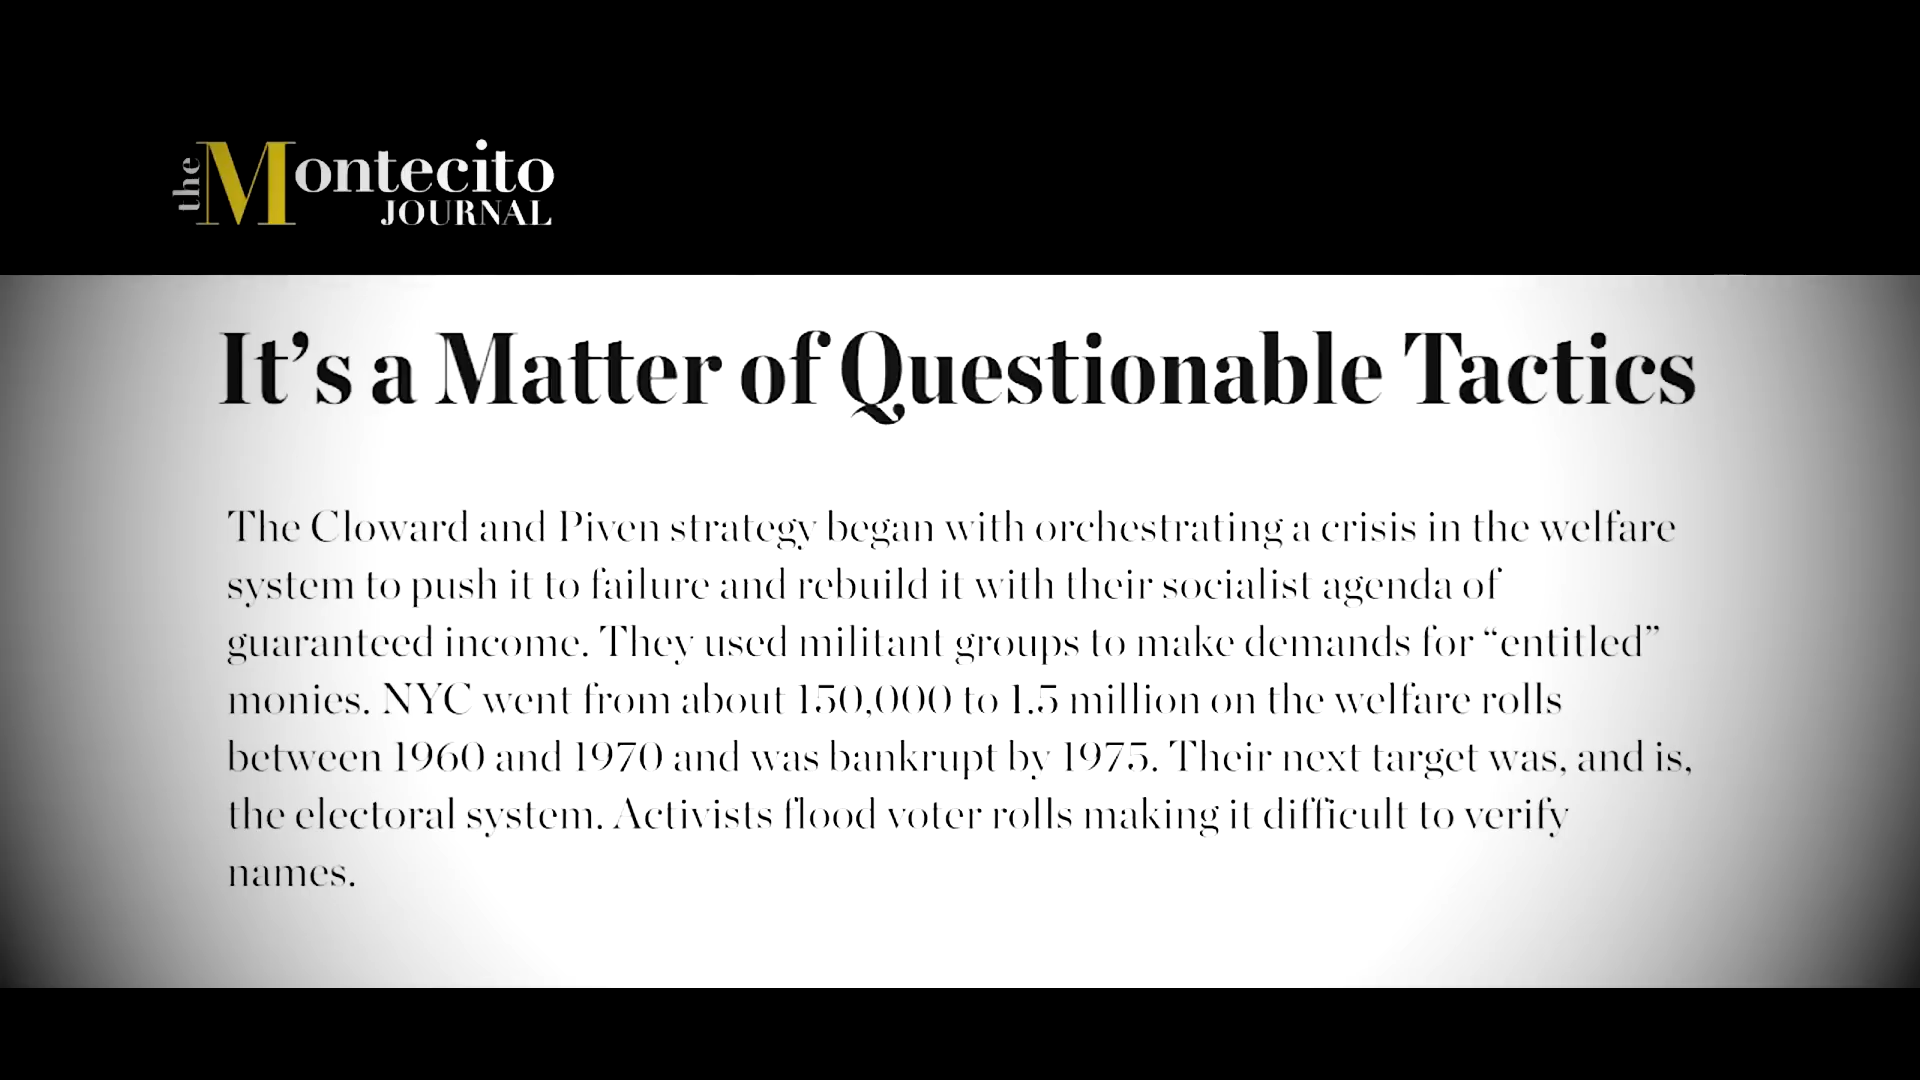 the Montecito
JOURNAL
It's a Matter of Questionable Tactics
The Cloward and Piven strategy began with orchestrating a crisis in the welfare
system to push it to failure and rebuild it with their socialist agenda of
guaranteed income. They used militant groups to make demands for “entitled”
monies. NYC went from about 150,000 to 1.5 million on the welfare rolls
between 1960 and 1970 and was bankrupt by 1975. Their next target was, and is,
the electoral system. Activists flood voter rolls making it difficult to verify
names.